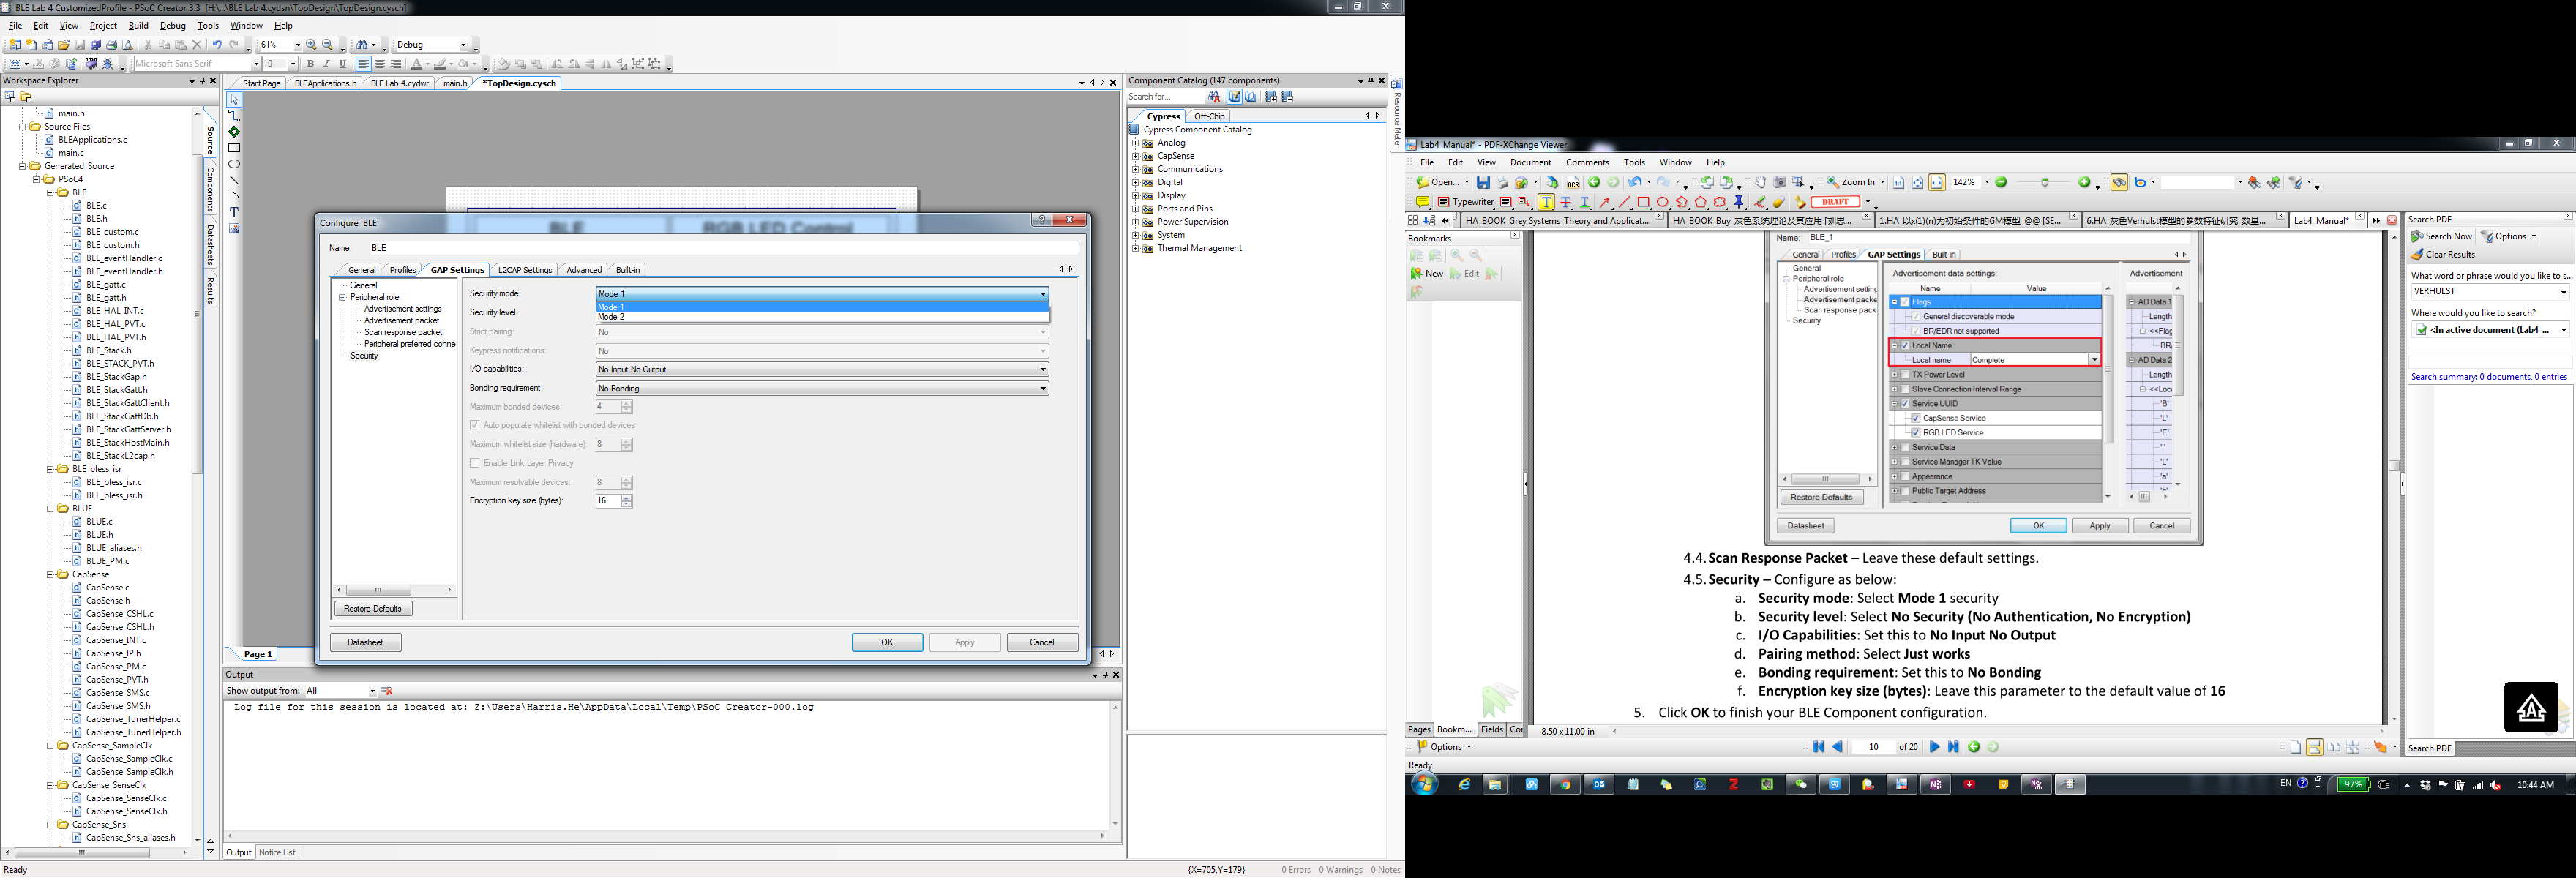 BLE Lab 4 CustomizedProfile - PSoC Creator 3.3 [H:\...\BLE Lab 4.cydsn\TopDesign\TopDesign.cysch]
File Edit View Project Build Debug Tools Window Help
61% Debug
Microsoft Sans Serif 10 B I U
Workspace Explorer
main.h
Source Files
BLEApplications.c
main.c
Generated_Source
PSoC4
BLE
BLE.c
BLE.h
BLE_custom.c
BLE_custom.h
BLE_eventHandler.c
BLE_eventHandler.h
BLE_gatt.c
BLE_gatt.h
BLE_HAL_INT.c
BLE_HAL_PVT.c
BLE_HAL_PVT.h
BLE_Stack.h
BLE_STACK_PVT.h
BLE_StackGap.h
BLE_StackGatt.h
BLE_StackGattClient.h
BLE_StackGattDb.h
BLE_StackGattServer.h
BLE_StackHostMain.h
BLE_StackL2cap.h
BLE_bless_isr
BLE_bless_isr.c
BLE_bless_isr.h
BLUE
BLUE.c
BLUE.h
BLUE_aliases.h
BLUE_PM.c
CapSense
CapSense.c
CapSense.h
CapSense_CSHL.c
CapSense_CSHL.h
CapSense_INT.c
CapSense_IP.h
CapSense_PM.c
CapSense_PVT.h
CapSense_SMS.c
CapSense_SMS.h
CapSense_TunerHelper.c
CapSense_TunerHelper.h
CapSense_SampleClk
CapSense_SampleClk.c
CapSense_SampleClk.h
CapSense_SenseClk
CapSense_SenseClk.c
CapSense_SenseClk.h
CapSense_Sns
CapSense_Sns_aliases.h
Source
Components
Datasheets
Results
Start Page BLEApplications.h BLE Lab 4.cydwr main.h *TopDesign.cysch
BLE RGB LED Control
Configure 'BLE'
Name: BLE
General Profiles GAP Settings L2CAP Settings Advanced Built-in
General
Peripheral role
Advertisement settings
Advertisement packet
Scan response packet
Peripheral preferred conne
Security
Restore Defaults
Security mode: Mode 1
Mode 1
Security level: Mode 2
Strict pairing: No
Keypress notifications: No
I/O capabilities: No Input No Output
Bonding requirement: No Bonding
Maximum bonded devices: 4
Auto populate whitelist with bonded devices
Maximum whitelist size (hardware): 8
Enable Link Layer Privacy
Maximum resolvable devices: 8
Encryption key size (bytes): 16
Datasheet OK Apply Cancel
Page 1
Output
Show output from: All
Log file for this session is located at: Z:\Users\Harris.He\AppData\Local\Temp\PSoC Creator-000.log
Output Notice List
Ready {X=705,Y=179} 0 Errors 0 Warnings 0 Notes
Component Catalog (147 components)
Search for...
Cypress Off-Chip
Cypress Component Catalog
Analog
CapSense
Communications
Digital
Display
Ports and Pins
Power Supervision
System
Thermal Management
Resource Meter
Lab4_Manual* - PDF-XChange Viewer
File Edit View Document Comments Tools Window Help
Open... OCR Zoom In 142%
Typewriter DRAFT
HA_BOOK_Grey Systems_Theory and Applicat... HA_BOOK_Buy_灰色系统理论及其应用 [刘思... 1.HA_以x(1)(n)为初始条件的GM模型_@@ [SE... 6.HA_灰色Verhulst模型的参数特征研究_数量... Lab4_Manual*
Bookmarks
New Edit
Name: BLE_1
General Profiles GAP Settings Built-in
General
Peripheral role
Advertisement setting
Advertisement packe
Scan response pack
Security
Restore Defaults
Advertisement data settings: Advertisement
Name Value
Flags AD Data 1
General discoverable mode Length
BR/EDR not supported <<Flag
Local Name BR/
Local name Complete AD Data 2
TX Power Level Length
Slave Connection Interval Range <<Loc
Service UUID 'B'
CapSense Service 'L'
RGB LED Service 'E'
Service Data ' '
Service Manager TK Value 'L'
Appearance 'a'
Public Target Address
Datasheet OK Apply Cancel
4.4. Scan Response Packet – Leave these default settings.
4.5. Security – Configure as below:
a. Security mode: Select Mode 1 security
b. Security level: Select No Security (No Authentication, No Encryption)
c. I/O Capabilities: Set this to No Input No Output
d. Pairing method: Select Just works
e. Bonding requirement: Set this to No Bonding
f. Encryption key size (bytes): Leave this parameter to the default value of 16
5. Click OK to finish your BLE Component configuration.
Pages Bookm... Fields Cor
8.50 x 11.00 in
Options 10 of 20
Ready
Search PDF
Search Now Options
Clear Results
What word or phrase would you like to s...
VERHULST
Where would you like to search?
<In active document (Lab4_...
Search summary: 0 documents, 0 entries
Search PDF
EN 97% 10:44 AM